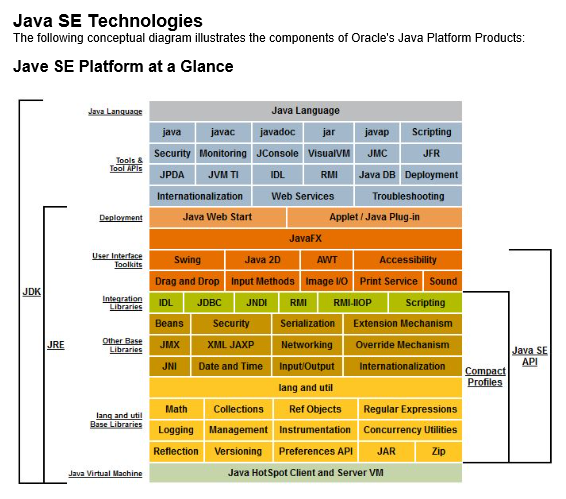 Java SE Technologies
The following conceptual diagram illustrates the components of Oracle's Java Platform Products:
Jave SE Platform at a Glance
Java Language Java Language
java javac javadoc jar javap Scripting
Tools & Tool APIs
Security Monitoring JConsole VisualVM JMC JFR
JPDA JVM TI IDL RMI Java DB Deployment
Internationalization Web Services Troubleshooting
Deployment Java Web Start Applet / Java Plug-in
JavaFX
User Interface Toolkits
Swing Java 2D AWT Accessibility
Drag and Drop Input Methods Image I/O Print Service Sound
Integration Libraries
IDL JDBC JNDI RMI RMI-IIOP Scripting
Beans Security Serialization Extension Mechanism
Other Base Libraries
JMX XML JAXP Networking Override Mechanism
JNI Date and Time Input/Output Internationalization
lang and util
lang and util Base Libraries
Math Collections Ref Objects Regular Expressions
Logging Management Instrumentation Concurrency Utilities
Reflection Versioning Preferences API JAR Zip
Java Virtual Machine Java HotSpot Client and Server VM
JDK
JRE
Compact Profiles
Java SE API